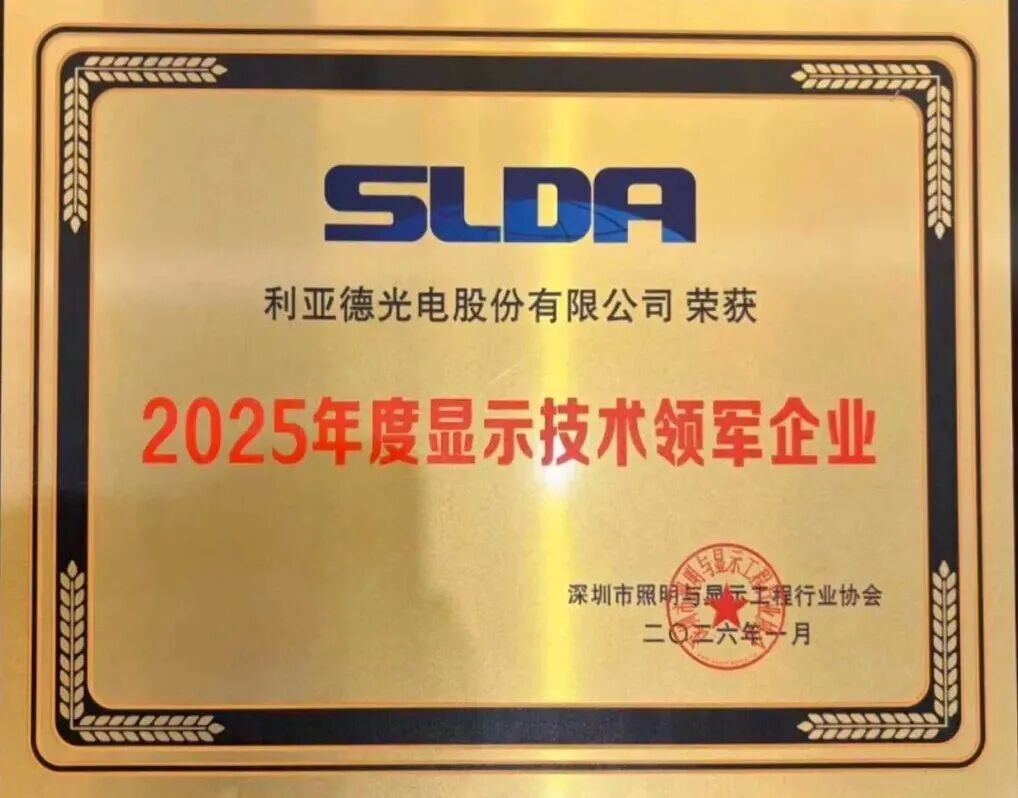 SLDA
利亚德光电股份有限公司 荣获
2025年度显示技术领军企业
深圳市照明与显示工程行业协会
二〇二六年一月